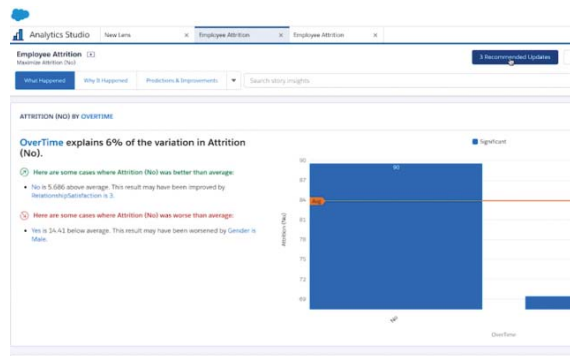 Analytics Studio
New Lens
Employee Attrition
Employee Attrition
Employee Attrition
Maximize Attrition (No)
3 Recommended Updates
What Happened
Why It Happened
Predictions & Improvements
Search story insights
ATTRITION (NO) BY OVERTIME
OverTime explains 6% of the variation in Attrition
(No).
Here are some cases where Attrition (No) was better than average:
No is 5.686 above average. This result may have been improved by
RelationshipSatisfaction is 3.
Here are some cases where Attrition (No) was worse than average:
Yes is 14.41 below average. This result may have been worsened by Gender is
Male.
Significant
90
87
84
81
78
75
72
69
Attrition (No)
90
Avg
No
OverTime